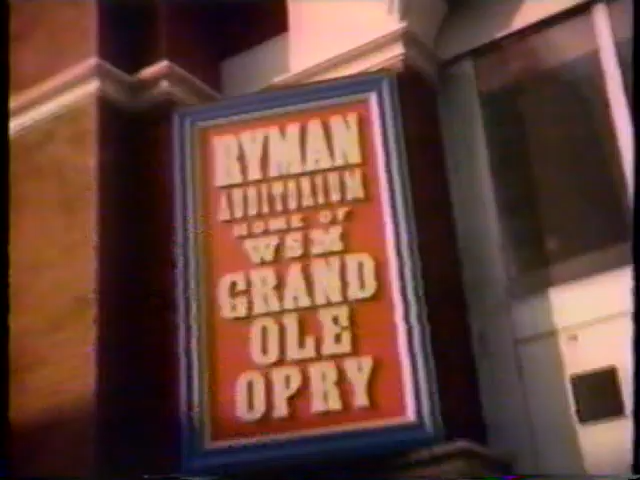 RYMAN
AUDITORIUM
HOME OF
WSM
GRAND
OLE
OPRY